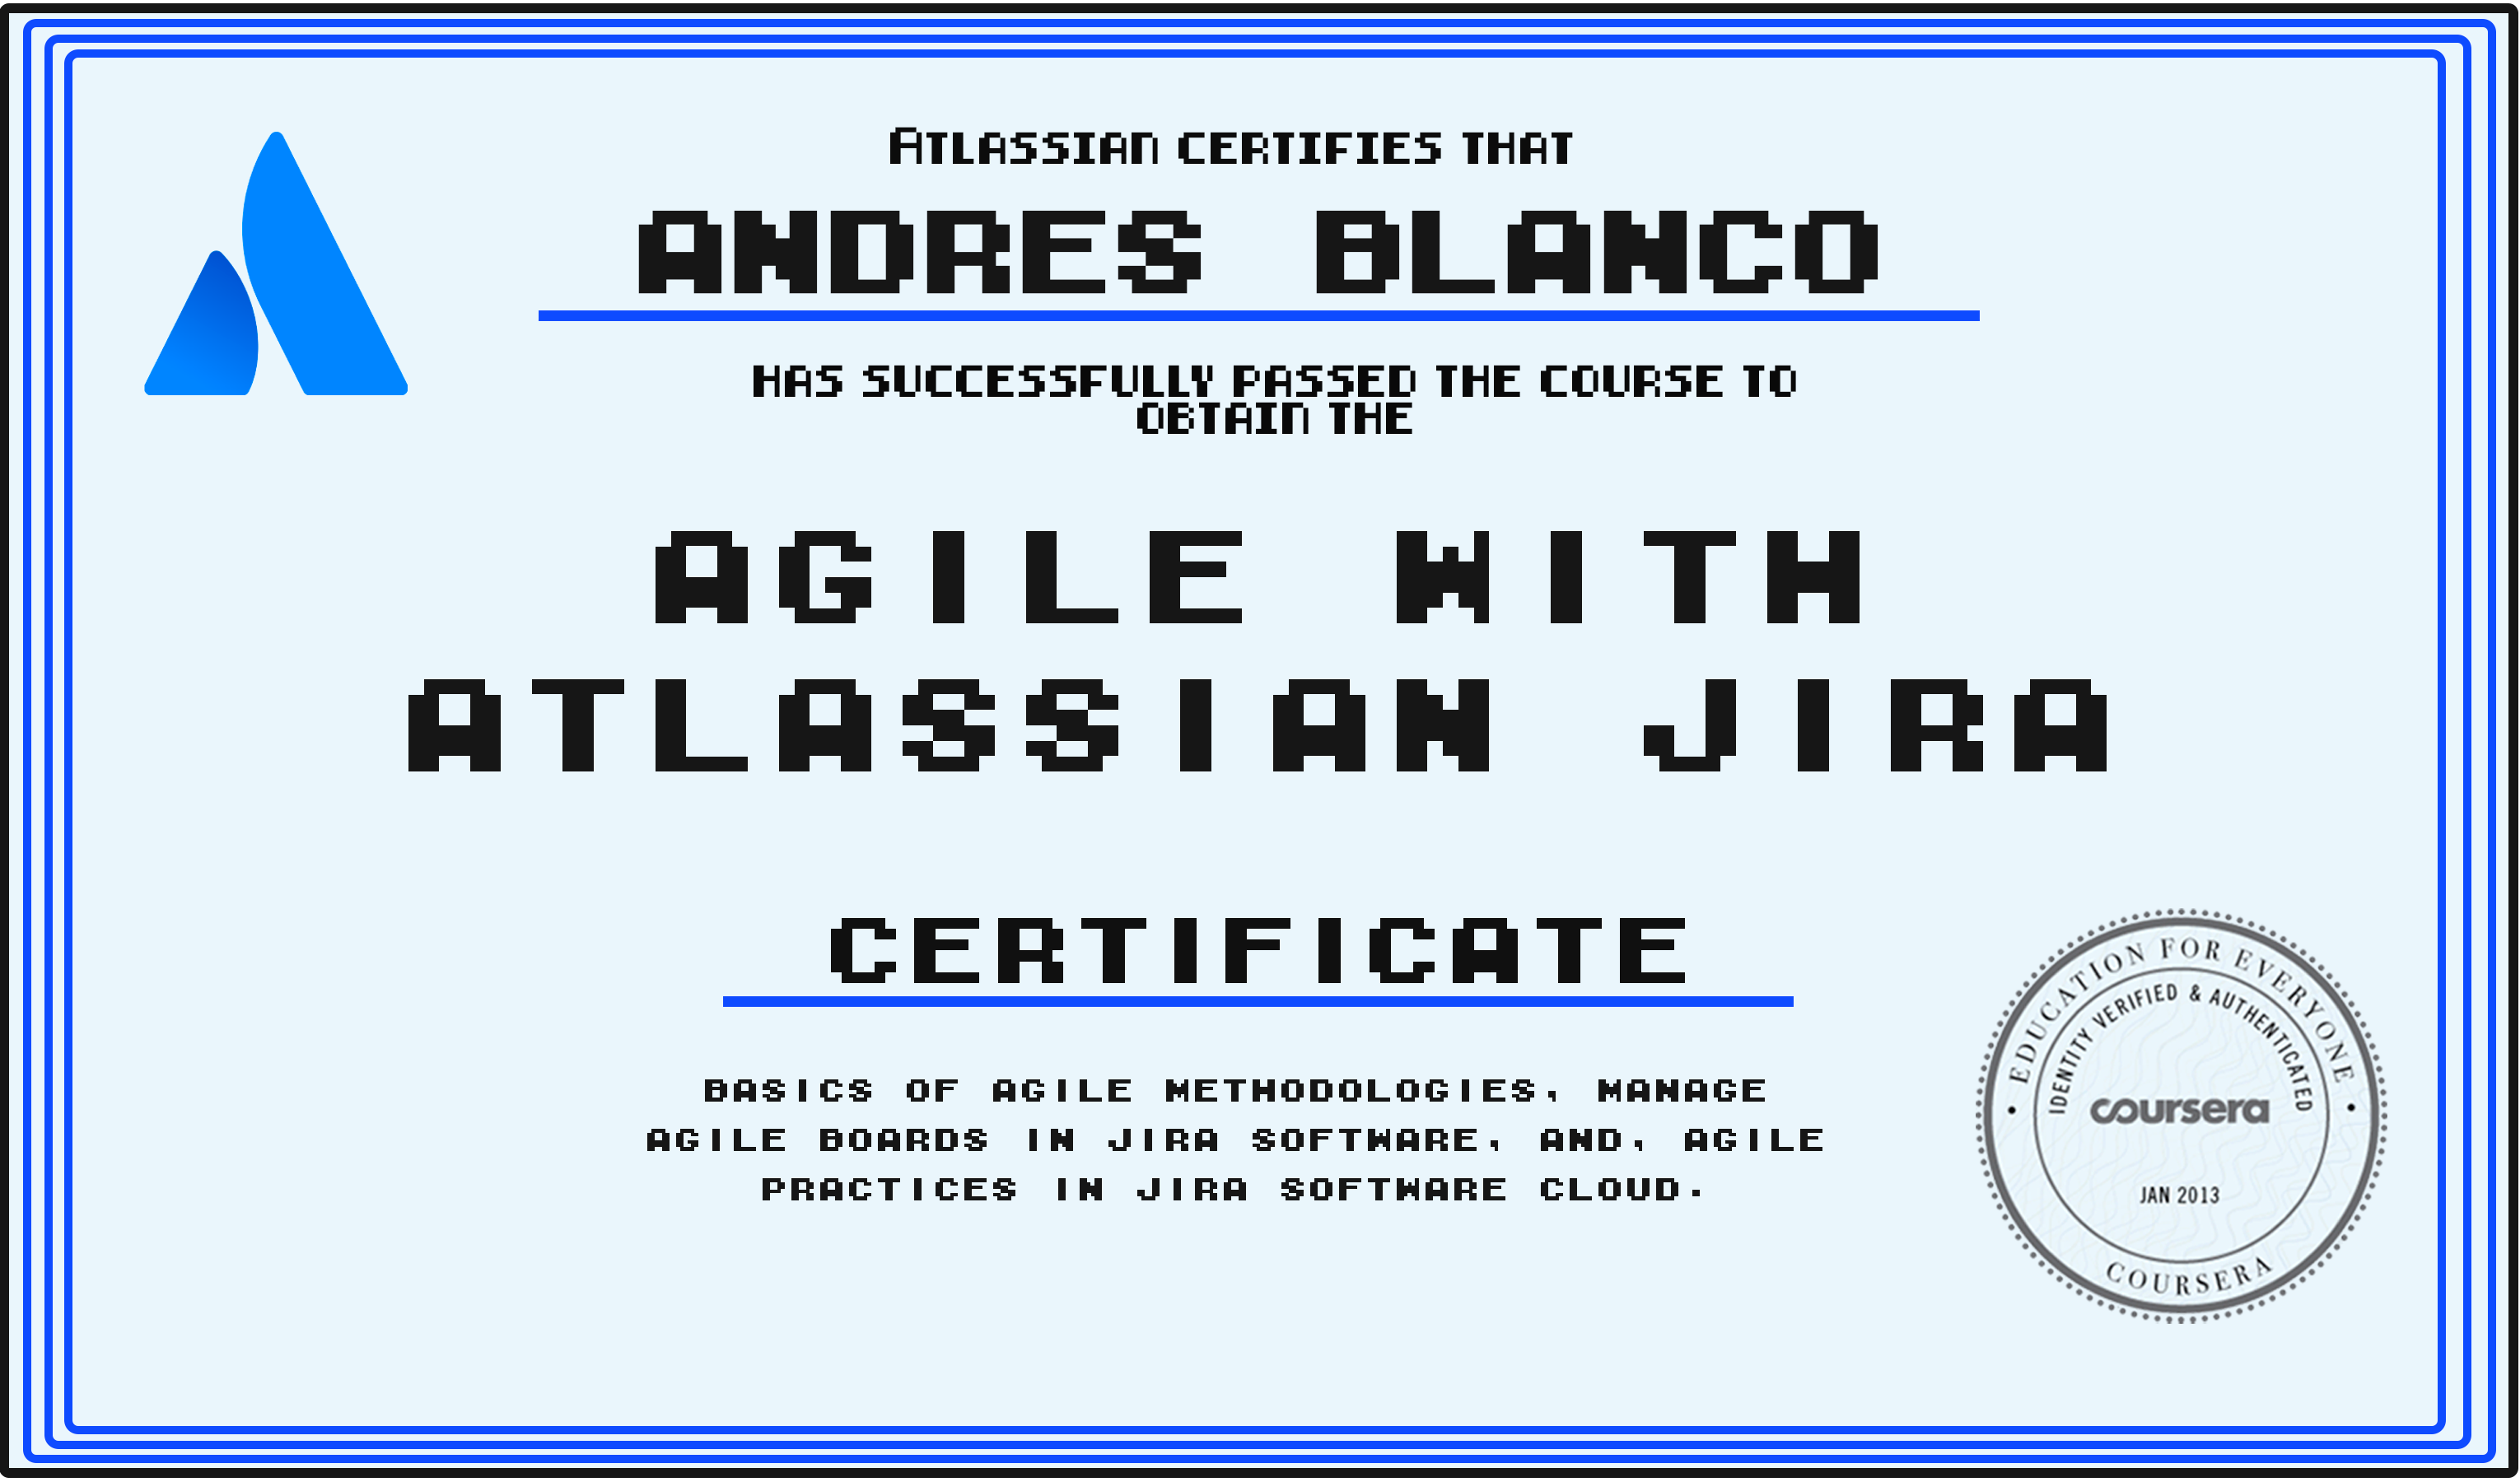 ATLASSIAN CERTIFIES THAT
ANDRES BLANCO
HAS SUCCESSFULLY PASSED THE COURSE TO
OBTAIN THE
AGILE WITH
ATLASSIAN JIRA
CERTIFICATE
BASICS OF AGILE METHODOLOGIES, MANAGE
AGILE BOARDS IN JIRA SOFTWARE, AND, AGILE
PRACTICES IN JIRA SOFTWARE CLOUD.
EDUCATION FOR EVERYONE
IDENTITY VERIFIED & AUTHENTICATED
coursera
JAN 2013
COURSERA